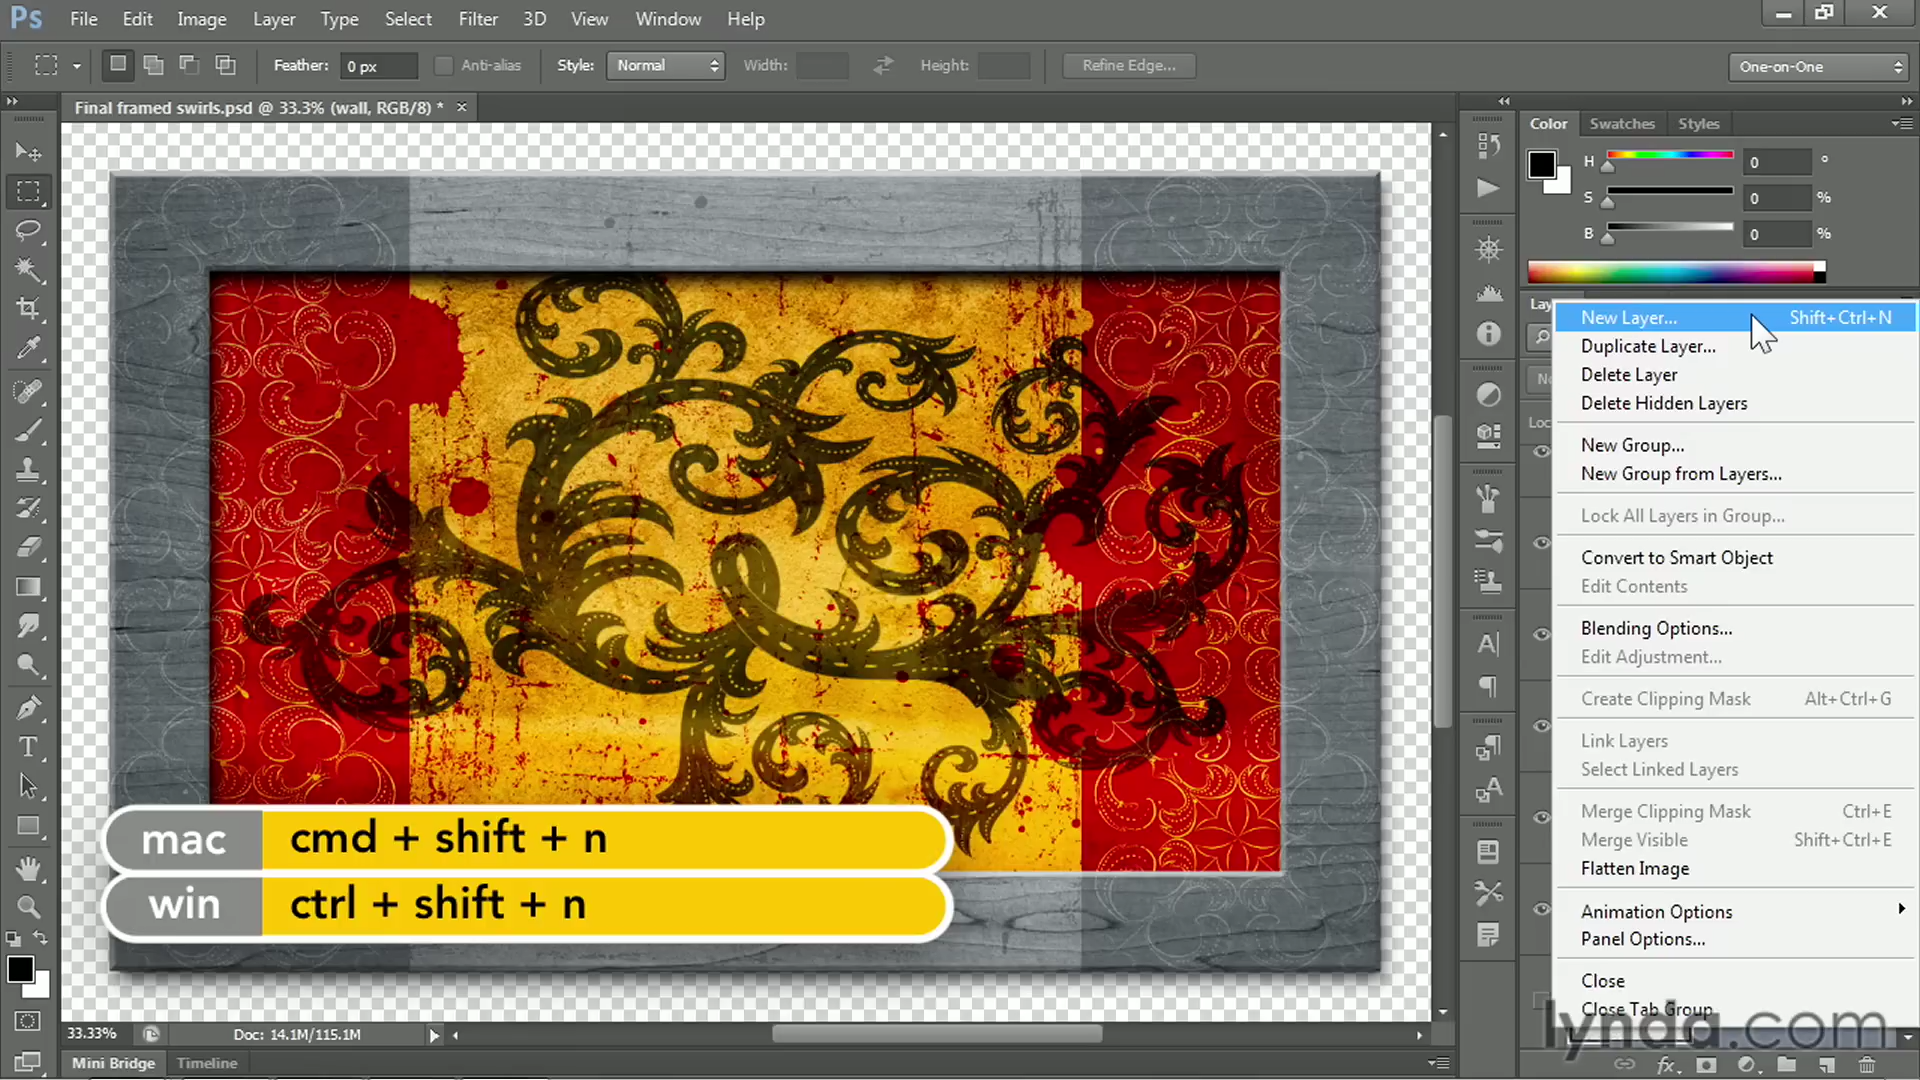 Ps File Edit Image Layer Type Select Filter 3D View Window Help
Feather: 0 px Anti-alias Style: Normal Width: Height: Refine Edge... One-on-One
Final framed swirls.psd @ 33.3% (wall, RGB/8) * ×
Color Swatches Styles
H 0 °
S 0 %
B 0 %
Lay
New Layer... Shift+Ctrl+N
Duplicate Layer...
Delete Layer
Delete Hidden Layers
Loc
New Group...
New Group from Layers...
Lock All Layers in Group...
Convert to Smart Object
Edit Contents
Blending Options...
Edit Adjustment...
Create Clipping Mask Alt+Ctrl+G
Link Layers
Select Linked Layers
Merge Clipping Mask Ctrl+E
Merge Visible Shift+Ctrl+E
Flatten Image
Animation Options
Panel Options...
Close
Close Tab Group
mac cmd + shift + n
win ctrl + shift + n
lynda.com
33.33% Doc: 14.1M/115.1M
Mini Bridge Timeline
fx